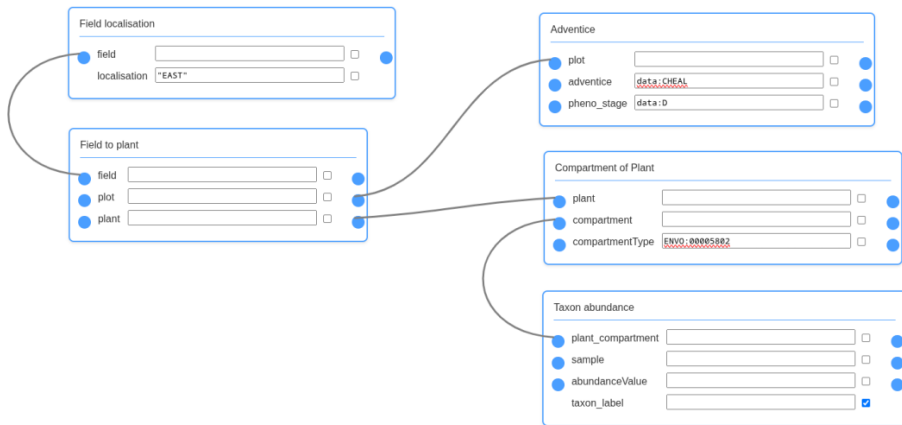 Field localisation
field
localisation "EAST"
Field to plant
field
plot
plant
Adventice
plot
adventice data:CHEAL
pheno_stage data:D
Compartment of Plant
plant
compartment
compartmentType ENVO:00005802
Taxon abundance
plant_compartment
sample
abundanceValue
taxon_label